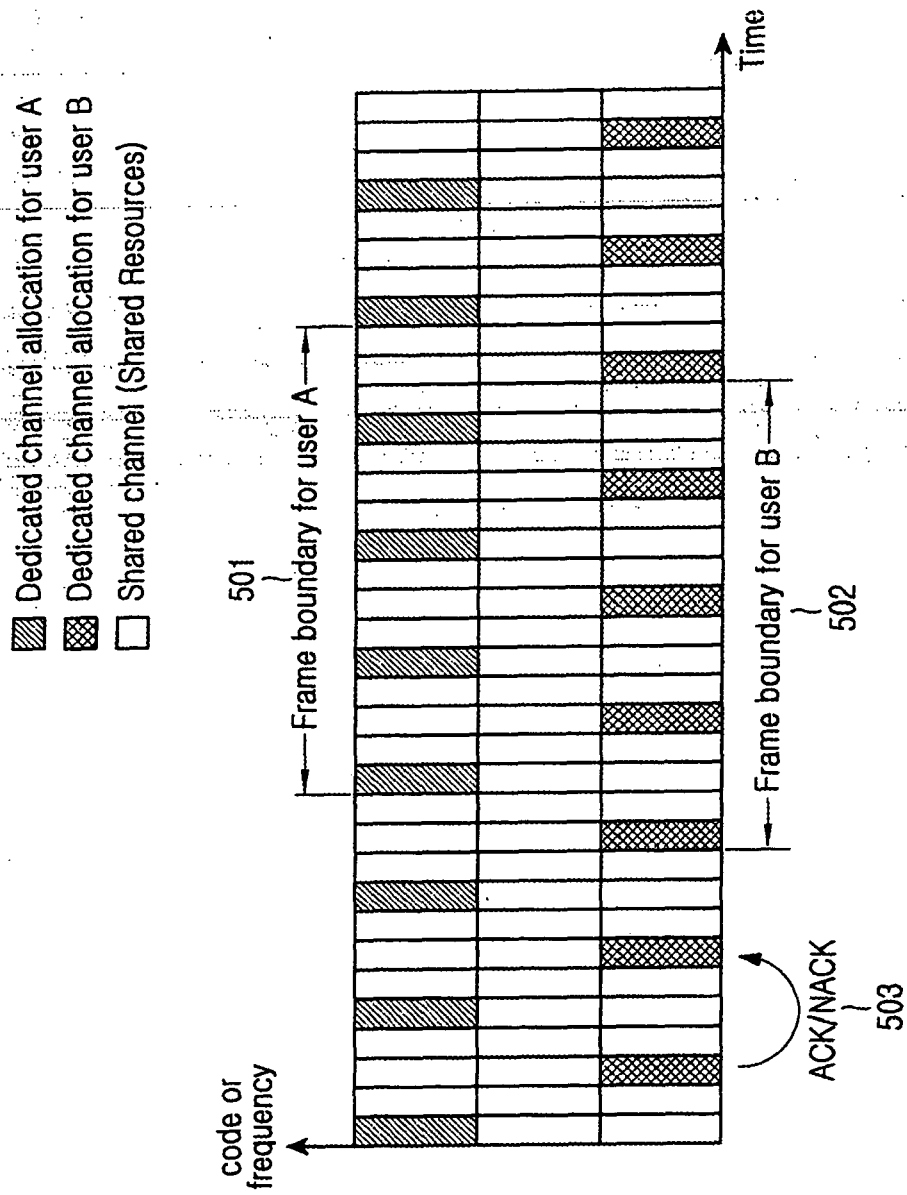 Dedicated channel allocation for user A
Dedicated channel allocation for user B
Shared channel (Shared Resources)
501
Frame boundary for user A
code or
frequency
Time
Frame boundary for user B
502
ACK/NACK
503